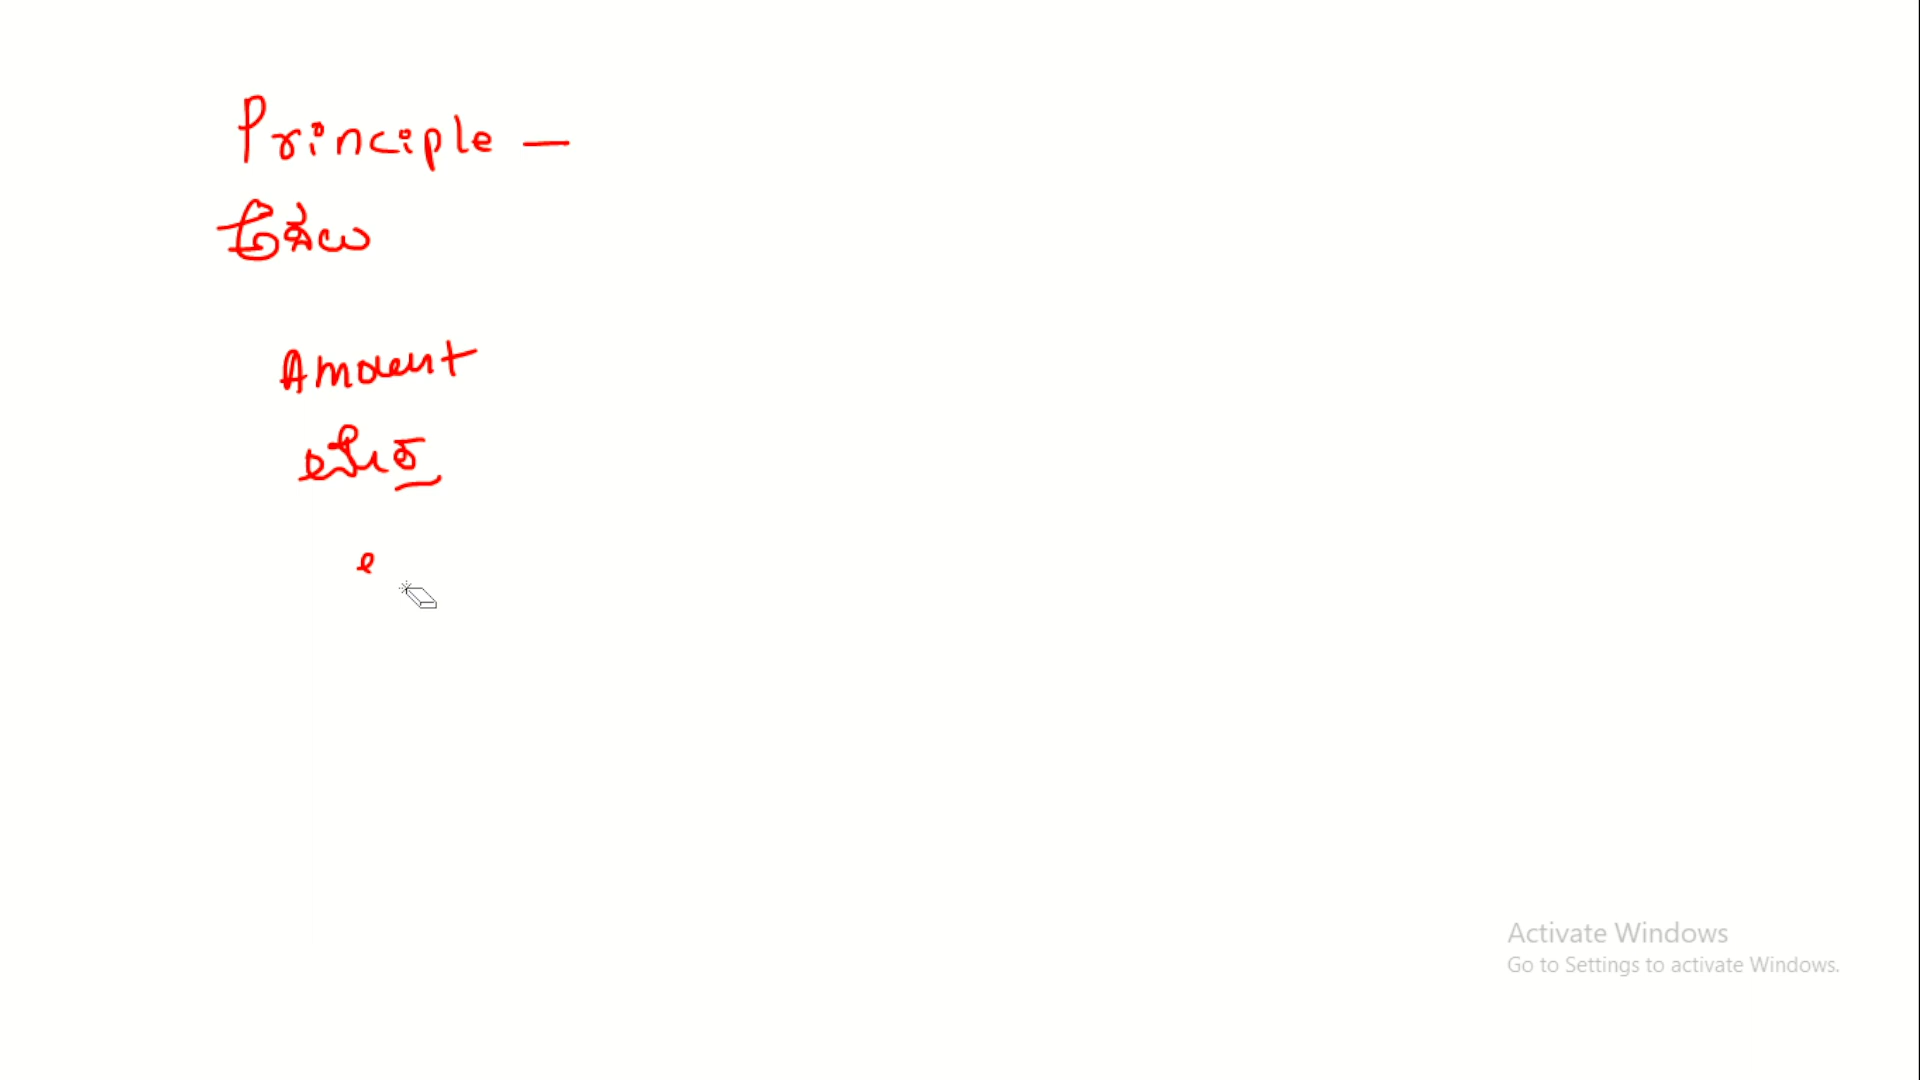 Principle —
ಅಸಲು
Amount
ಮೊತ್ತ
Activate Windows
Go to Settings to activate Windows.